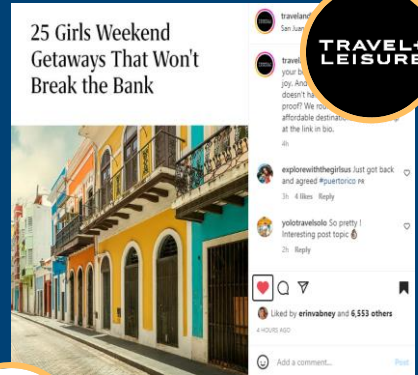 25 Girls Weekend
Getaways That Won't
Break the Bank
traveland
San Juan
TRAVEL+
LEISURE
travel
your b
joy. And
doesn't ha
proof? We rou
affordable destinatio
at the link in bio.
4h
explorewiththegirlsus Just got back
and agreed #puertorico PR
3h 4 likes Reply
yolotravelsolo So pretty !
Interesting post topic
2h Reply
Liked by erinvabney and 6,553 others
4 HOURS AGO
Add a comment... Post